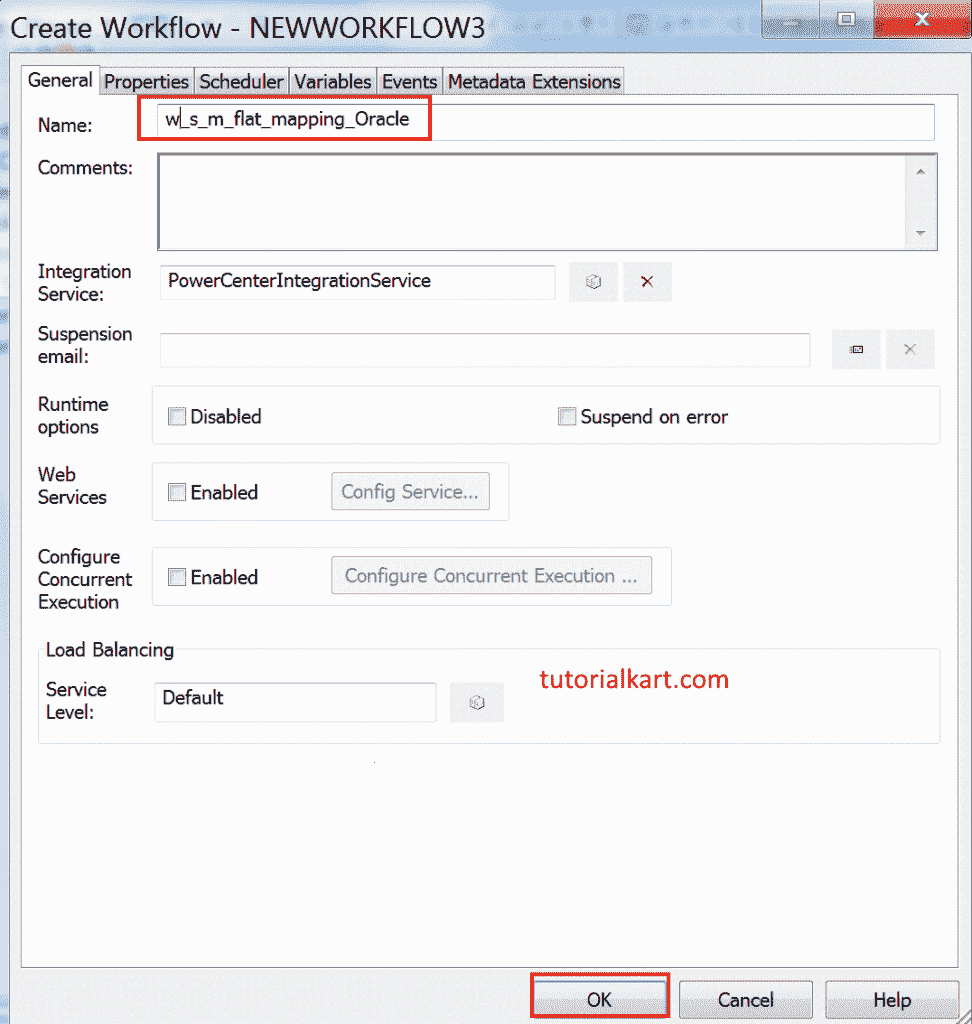 Create Workflow - NEWWORKFLOW3
General Properties Scheduler Variables Events Metadata Extensions
Name: w_s_m_flat_mapping_Oracle
Comments:
Integration
Service:
PowerCenterIntegrationService
Suspension
email:
Runtime
options
Disabled Suspend on error
Web
Services
Enabled Config Service...
Configure
Concurrent
Execution
Enabled Configure Concurrent Execution ...
Load Balancing
Service
Level:
Default
tutorialkart.com
OK Cancel Help